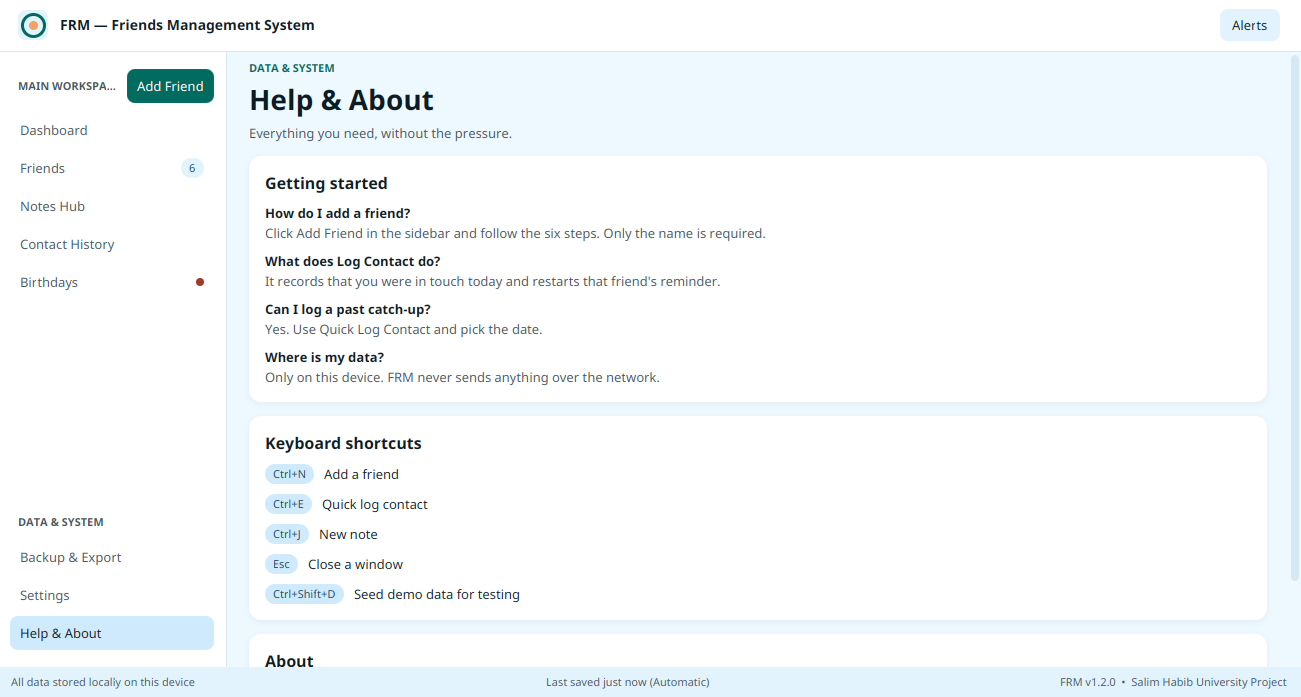 FRM — Friends Management System
Alerts
MAIN WORKSPA...
Add Friend
Dashboard
Friends
6
Notes Hub
Contact History
Birthdays
DATA & SYSTEM
Backup & Export
Settings
Help & About
DATA & SYSTEM
Help & About
Everything you need, without the pressure.
Getting started
How do I add a friend?
Click Add Friend in the sidebar and follow the six steps. Only the name is required.
What does Log Contact do?
It records that you were in touch today and restarts that friend's reminder.
Can I log a past catch-up?
Yes. Use Quick Log Contact and pick the date.
Where is my data?
Only on this device. FRM never sends anything over the network.
Keyboard shortcuts
Ctrl+N Add a friend
Ctrl+E Quick log contact
Ctrl+J New note
Esc Close a window
Ctrl+Shift+D Seed demo data for testing
About
All data stored locally on this device
Last saved just now (Automatic)
FRM v1.2.0 • Salim Habib University Project